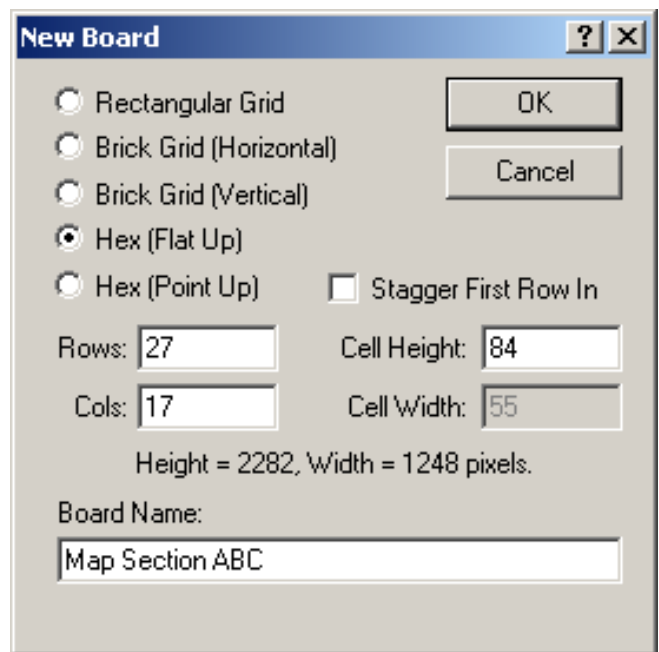 New Board
Rectangular Grid
OK
Brick Grid (Horizontal)
Cancel
Brick Grid (Vertical)
Hex (Flat Up)
Hex (Point Up) Stagger First Row In
Rows: 27 Cell Height: 84
Cols: 17 Cell Width: 55
Height = 2282, Width = 1248 pixels.
Board Name:
Map Section ABC